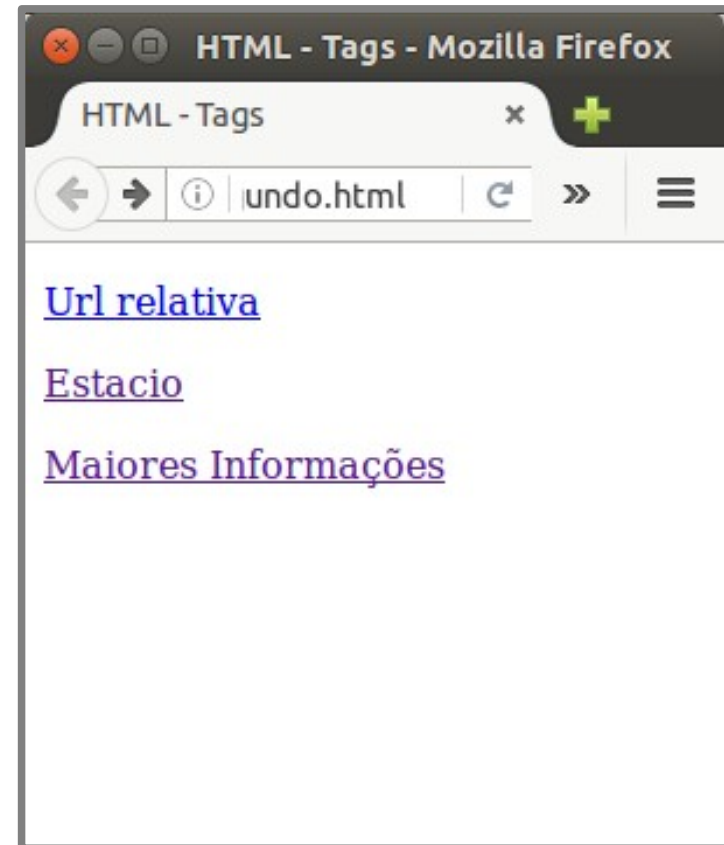 HTML - Tags - Mozilla Firefox
HTML - Tags
undo.html
Url relativa
Estacio
Maiores Informações